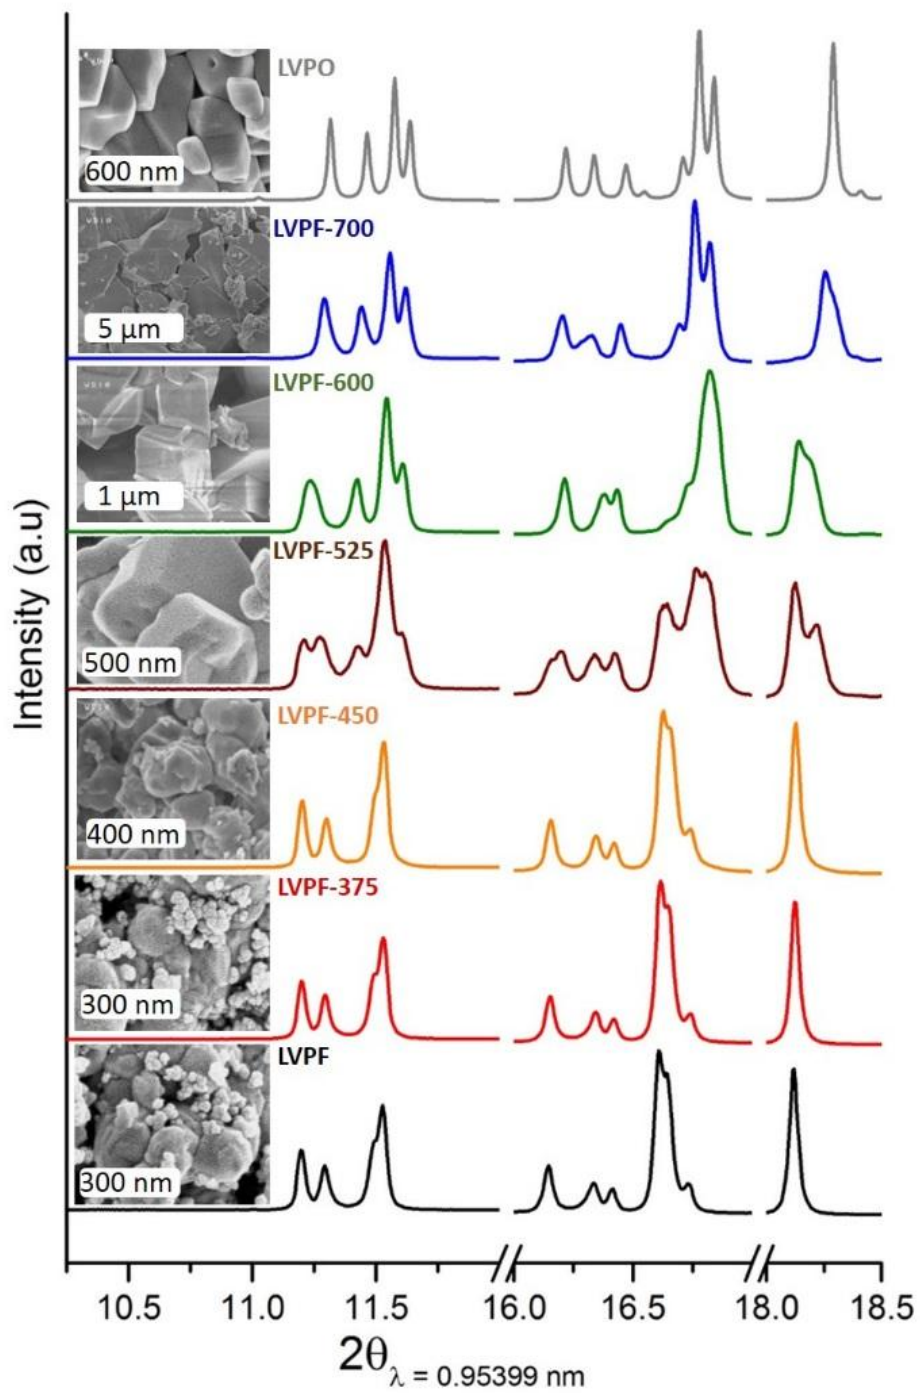 LVPO
600 nm
LVPF-700
5 µm
LVPF-600
1 µm
LVPF-525
500 nm
LVPF-450
400 nm
LVPF-375
300 nm
LVPF
300 nm
Intensity (a.u)
10.5 11.0 11.5 16.0 16.5 18.0 18.5
2θ λ = 0.95399 nm